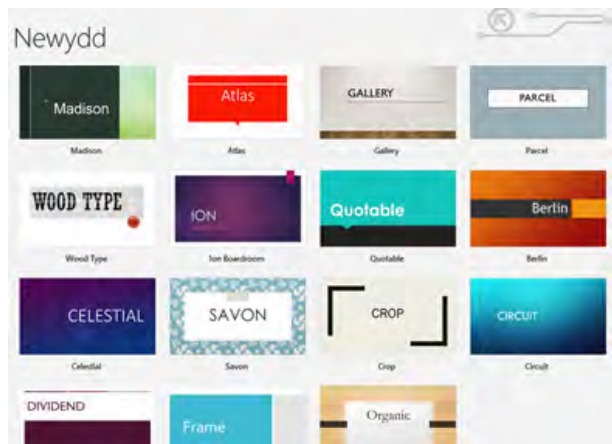 Newydd
Madison
Atlas
GALLERY
PARCEL
Madison
Atlas
Gallery
Parcel
WOOD TYPE
ION
Quotable
Berlin
Wood Type
Ion Boardroom
Quotable
Berlin
CELESTIAL
SAVON
CROP
CIRCUIT
Celestial
Savon
Crop
Circuit
DIVIDEND
Frame
Organic